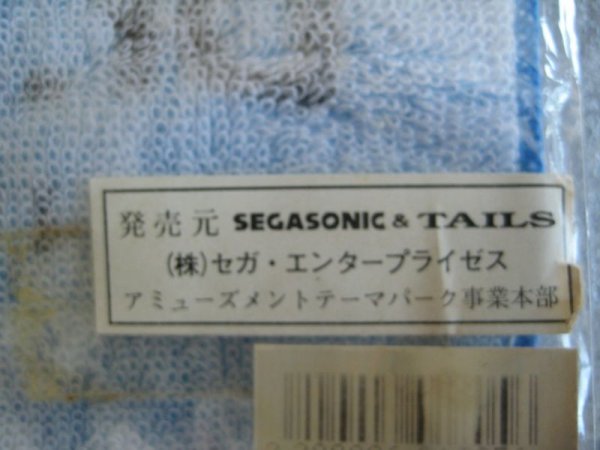 発売元 SEGASONIC & TAILS
(株)セガ・エンタープライゼス
アミューズメントテーマパーク事業本部